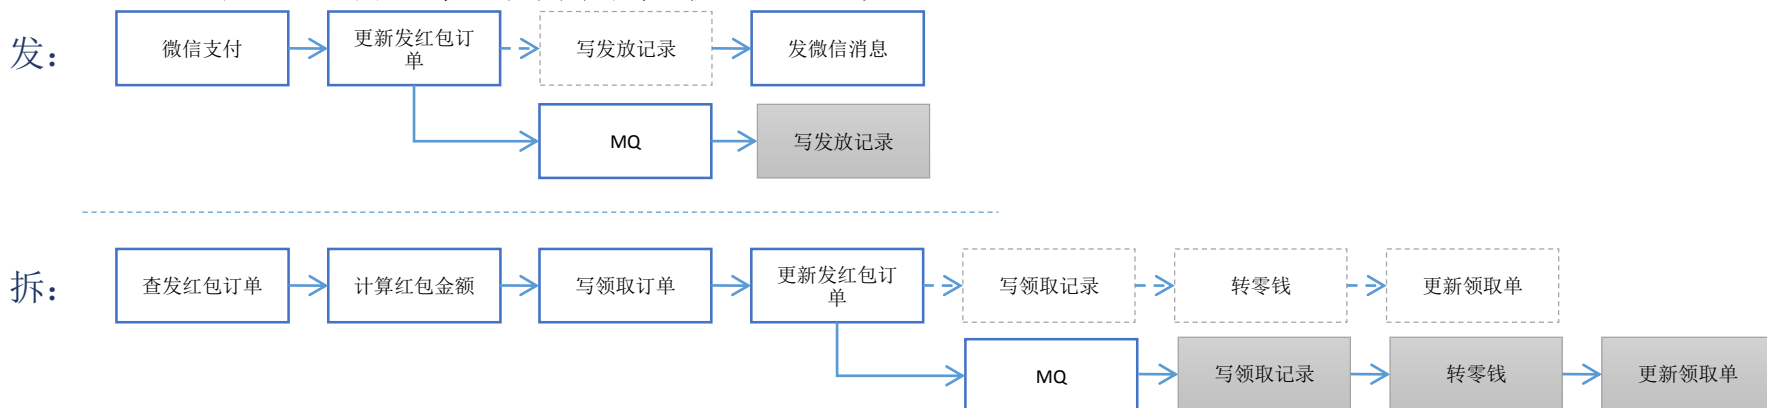 发：
微信支付
更新发红包订
单
写发放记录
发微信消息
MQ
写发放记录
拆：
查发红包订单
计算红包金额
写领取订单
更新发红包订
单
写领取记录
转零钱
更新领取单
MQ
写领取记录
转零钱
更新领取单